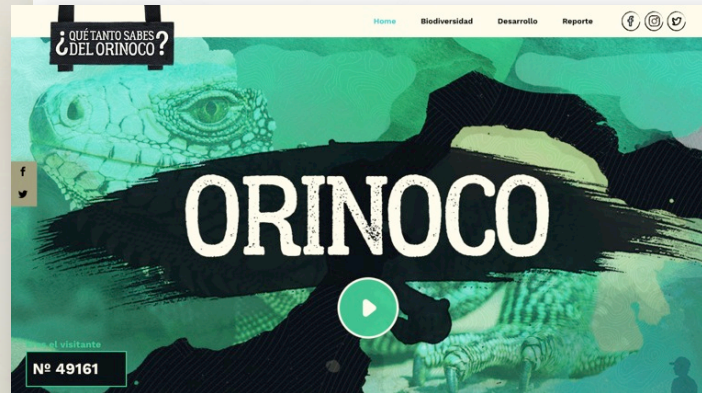 ¿QUÉ TANTO SABES
DEL ORINOCO?
Home Biodiversidad Desarrollo Reporte
ORINOCO
el visitante
Nº 49161